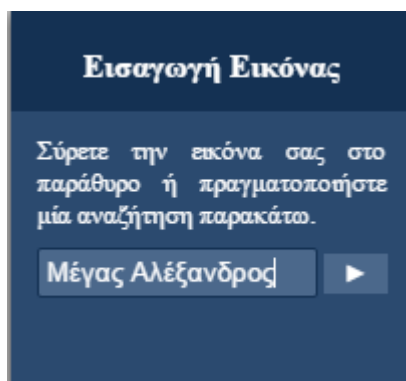 Εισαγωγή Εικόνας
Σύρετε την εικόνα σας στο
παράθυρο ή πραγματοποιήστε
μία αναζήτηση παρακάτω.
Μέγας Αλέξανδρος